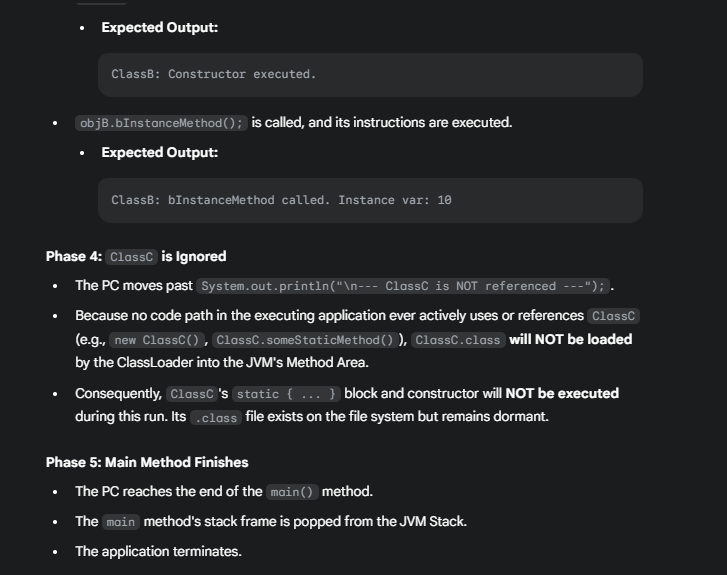 Expected Output:
ClassB: Constructor executed.
objB.bInstanceMethod(); is called, and its instructions are executed.
Expected Output:
ClassB: bInstanceMethod called. Instance var: 10
Phase 4: ClassC is Ignored
The PC moves past System.out.println("\n--- ClassC is NOT referenced ---");.
Because no code path in the executing application ever actively uses or references ClassC
(e.g., new ClassC(), ClassC.someStaticMethod()), ClassC.class will NOT be loaded
by the ClassLoader into the JVM's Method Area.
Consequently, ClassC's static { ... } block and constructor will NOT be executed
during this run. Its .class file exists on the file system but remains dormant.
Phase 5: Main Method Finishes
The PC reaches the end of the main() method.
The main method's stack frame is popped from the JVM Stack.
The application terminates.